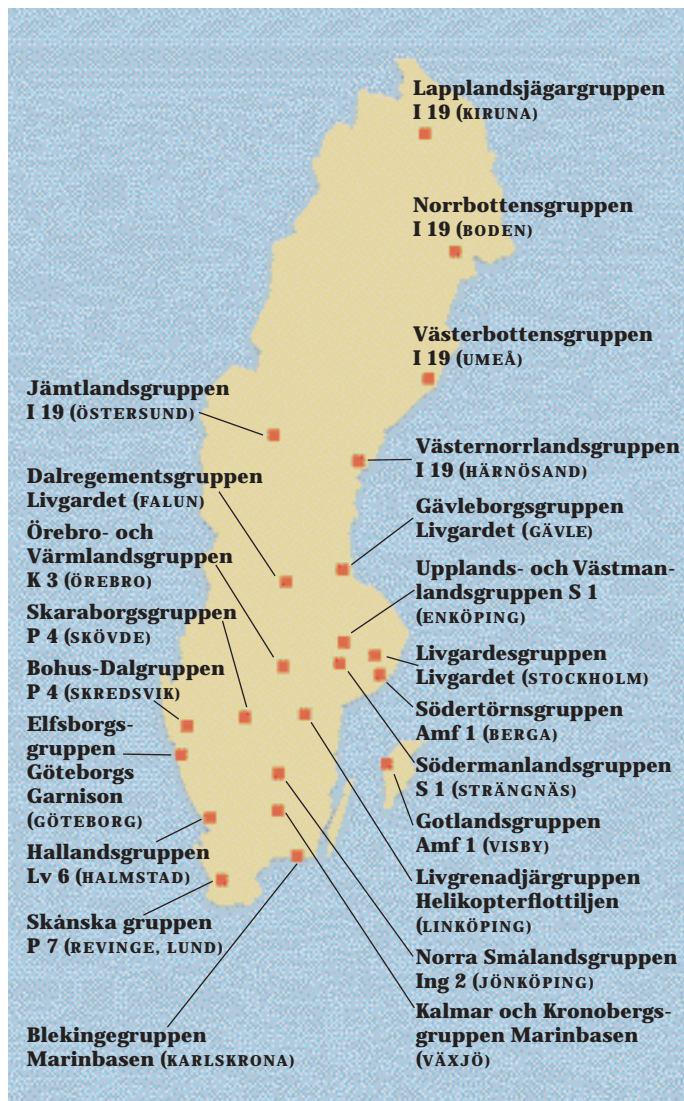 Lapplandsjägargruppen
I 19 (KIRUNA)
Norrbottensgruppen
I 19 (BODEN)
Västerbottensgruppen
I 19 (UMEÅ)
Jämtlandsgruppen
I 19 (ÖSTERSUND)
Dalregementsgruppen
Livgardet (FALUN)
Örebro- och
Värmlandsgruppen
K 3 (ÖREBRO)
Skaraborgsgruppen
P 4 (SKÖVDE)
Bohus-Dalgruppen
P 4 (SKREDSVIK)
Elfsborgs-
gruppen
Göteborgs
Garnison
(GÖTEBORG)
Hallandsgruppen
Lv 6 (HALMSTAD)
Skånska gruppen
P 7 (REVINGE, LUND)
Blekingegruppen
Marinbasen (KARLSKRONA)
Västernorrlandsgruppen
I 19 (HÄRNÖSAND)
Gävleborgsgruppen
Livgardet (GÄVLE)
Upplands- och Västman-
landsgruppen S 1
(ENKÖPING)
Livgardesgruppen
Livgardet (STOCKHOLM)
Södertörnsgruppen
Amf 1 (BERGA)
Södermanlandsgruppen
S 1 (STRÄNGNÄS)
Gotlandsgruppen
Amf 1 (VISBY)
Livgrenadjärgruppen
Helikopterflottiljen
(LINKÖPING)
Norra Smålandsgruppen
Ing 2 (JÖNKÖPING)
Kalmar och Kronobergs-
gruppen Marinbasen
(VÄXJÖ)